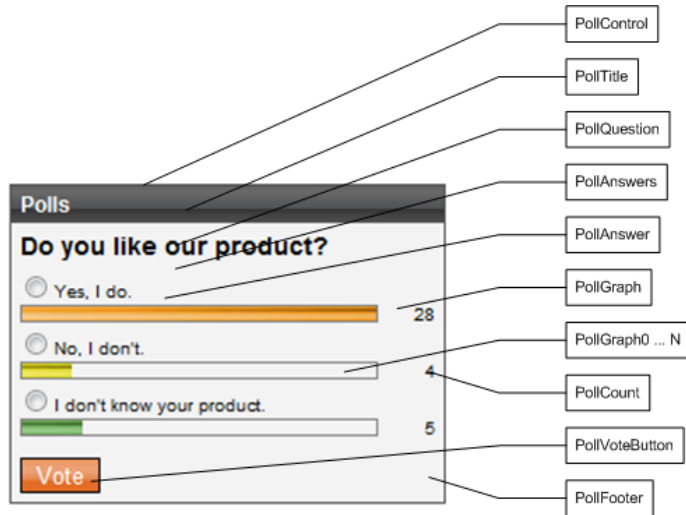 PollControl
PollTitle
PollQuestion
PollAnswers
PollAnswer
PollGraph
PollGraph0 ... N
PollCount
PollVoteButton
PollFooter
Polls
Do you like our product?
Yes, I do.
28
No, I don't.
4
I don't know your product.
5
Vote